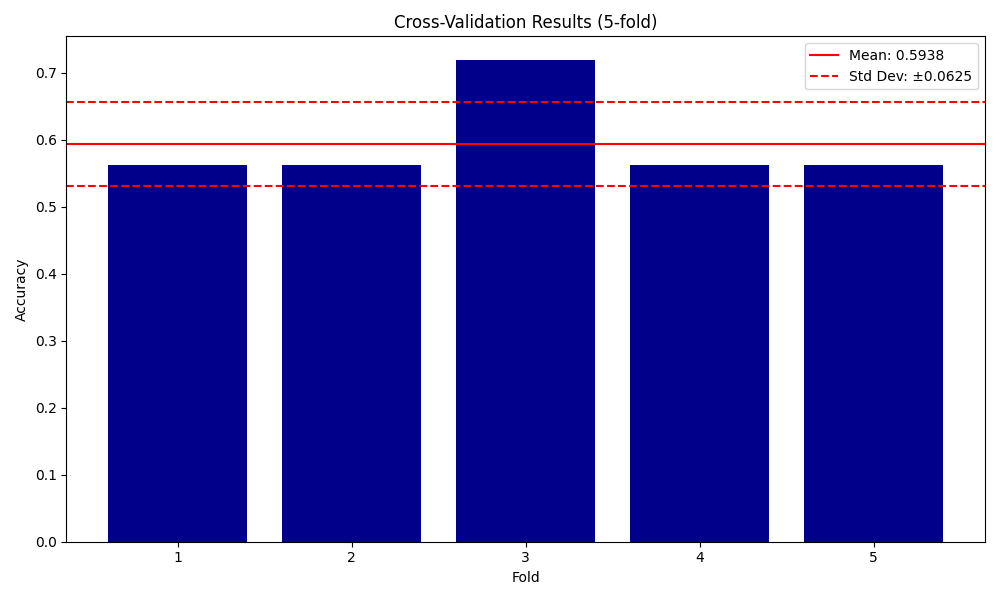 Cross-Validation Results (5-fold)
Mean: 0.5938
Std Dev: ±0.0625
Accuracy
0.7
0.6
0.5
0.4
0.3
0.2
0.1
0.0
1 2 3 4 5
Fold